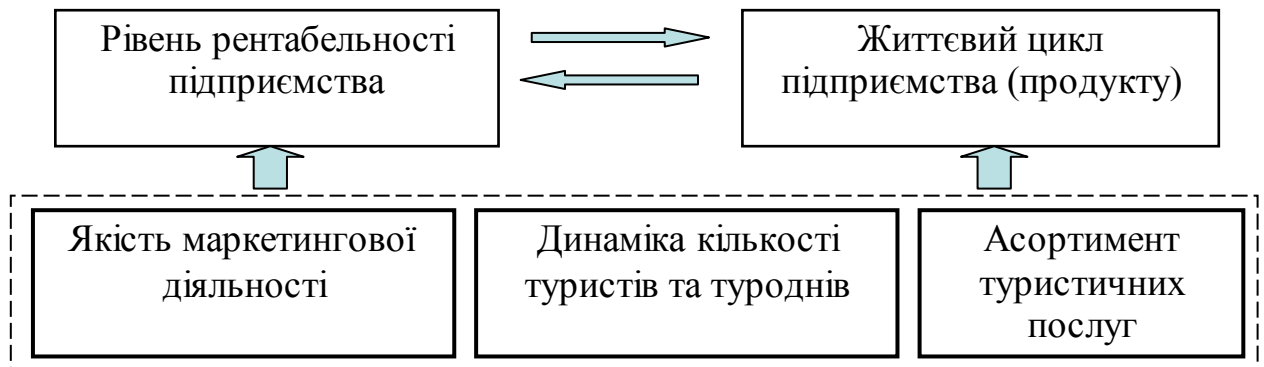 Рівень рентабельності
підприємства
Життєвий цикл
підприємства (продукту)
Якість маркетингової
діяльності
Динаміка кількості
туристів та туроднів
Асортимент
туристичних
послуг